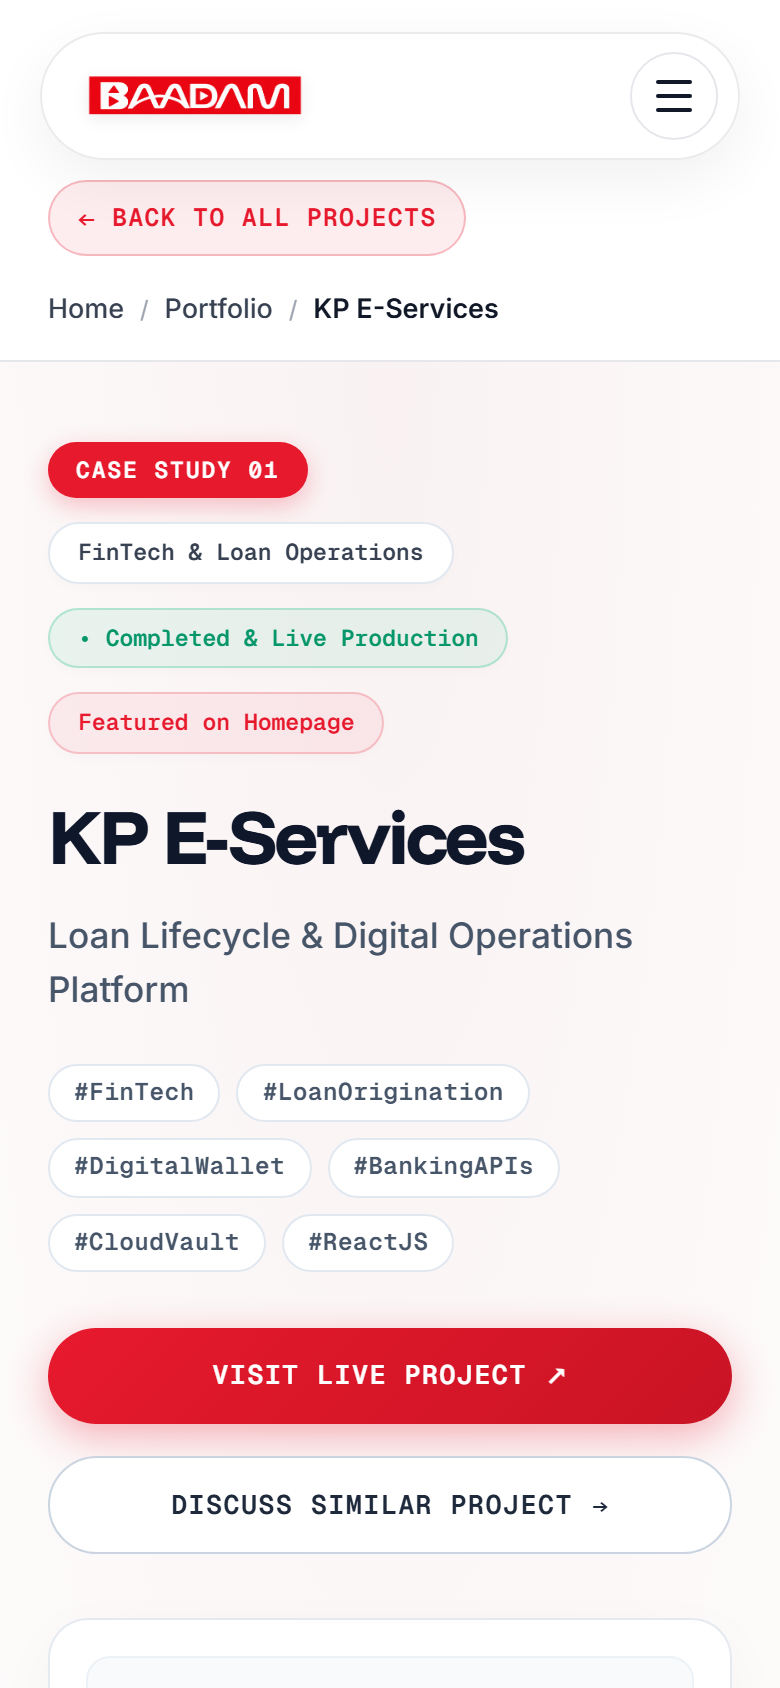 BAADAM
← BACK TO ALL PROJECTS
Home / Portfolio / KP E-Services
CASE STUDY 01
FinTech & Loan Operations
• Completed & Live Production
Featured on Homepage
KP E-Services
Loan Lifecycle & Digital Operations
Platform
#FinTech #LoanOrigination
#DigitalWallet #BankingAPIs
#CloudVault #ReactJS
VISIT LIVE PROJECT ↗
DISCUSS SIMILAR PROJECT →